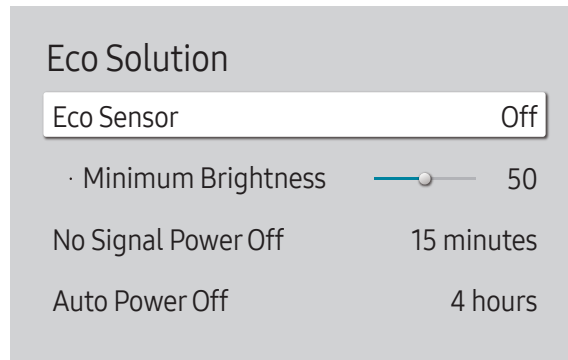 Eco Solution
Eco Sensor Off
· Minimum Brightness 50
No Signal Power Off 15 minutes
Auto Power Off 4 hours